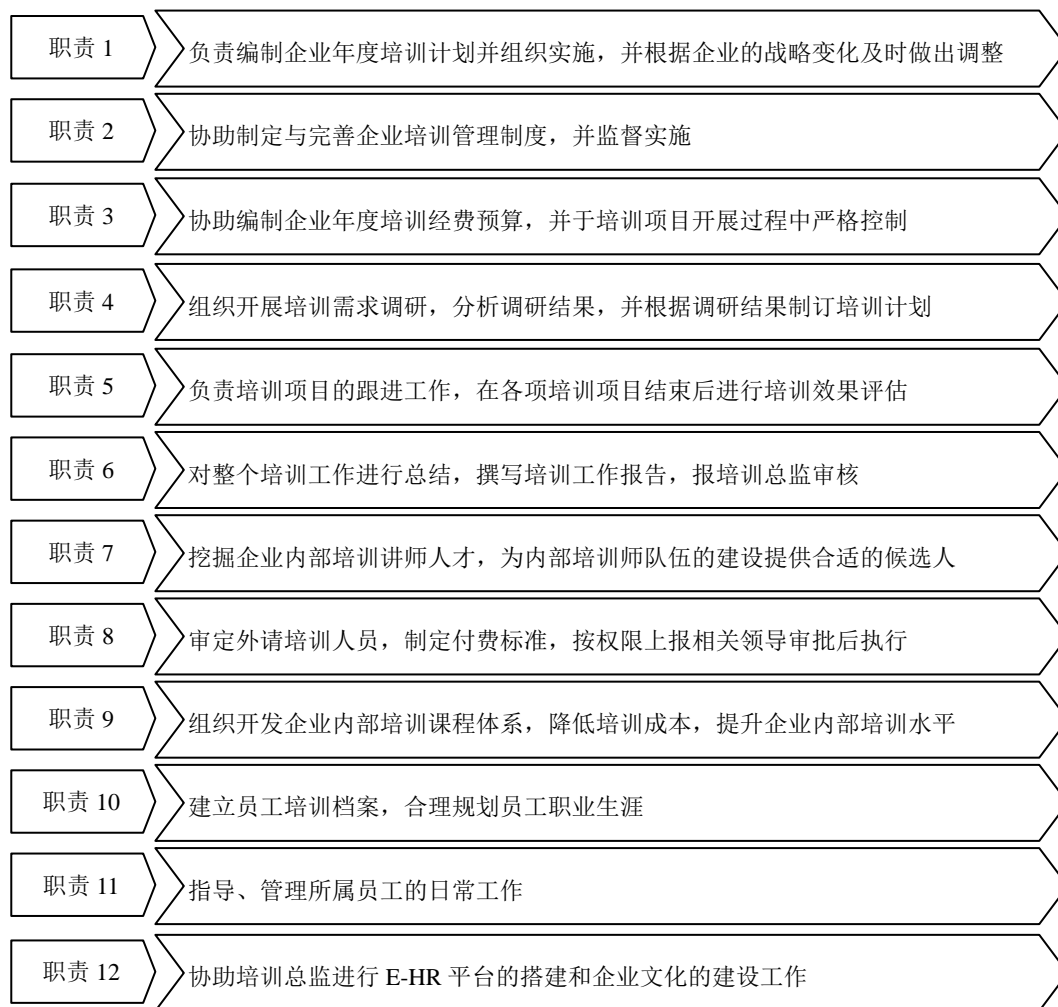 职责 1
负责编制企业年度培训计划并组织实施，并根据企业的战略变化及时做出调整
职责 2
协助制定与完善企业培训管理制度，并监督实施
职责 3
协助编制企业年度培训经费预算，并于培训项目开展过程中严格控制
职责 4
组织开展培训需求调研，分析调研结果，并根据调研结果制订培训计划
职责 5
负责培训项目的跟进工作，在各项培训项目结束后进行培训效果评估
职责 6
对整个培训工作进行总结，撰写培训工作报告，报培训总监审核
职责 7
挖掘企业内部培训讲师人才，为内部培训师队伍的建设提供合适的候选人
职责 8
审定外请培训人员，制定付费标准，按权限上报相关领导审批后执行
职责 9
组织开发企业内部培训课程体系，降低培训成本，提升企业内部培训水平
职责 10
建立员工培训档案，合理规划员工职业生涯
职责 11
指导、管理所属员工的日常工作
职责 12
协助培训总监进行 E-HR 平台的搭建和企业文化的建设工作